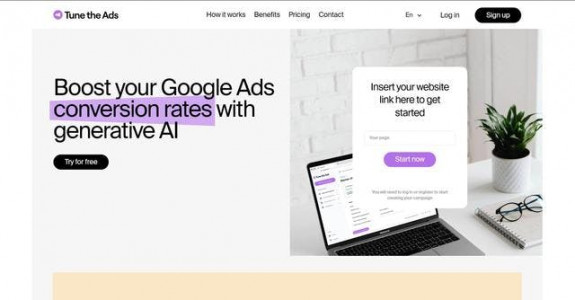 Tune the Ads
How it works Benefits Pricing Contact
En
Log in
Sign up
Boost your Google Ads
conversion rates with
generative AI
Try for free
Insert your website
link here to get
started
Your page
Start now
You will need to log in or register to start
creating your campaign